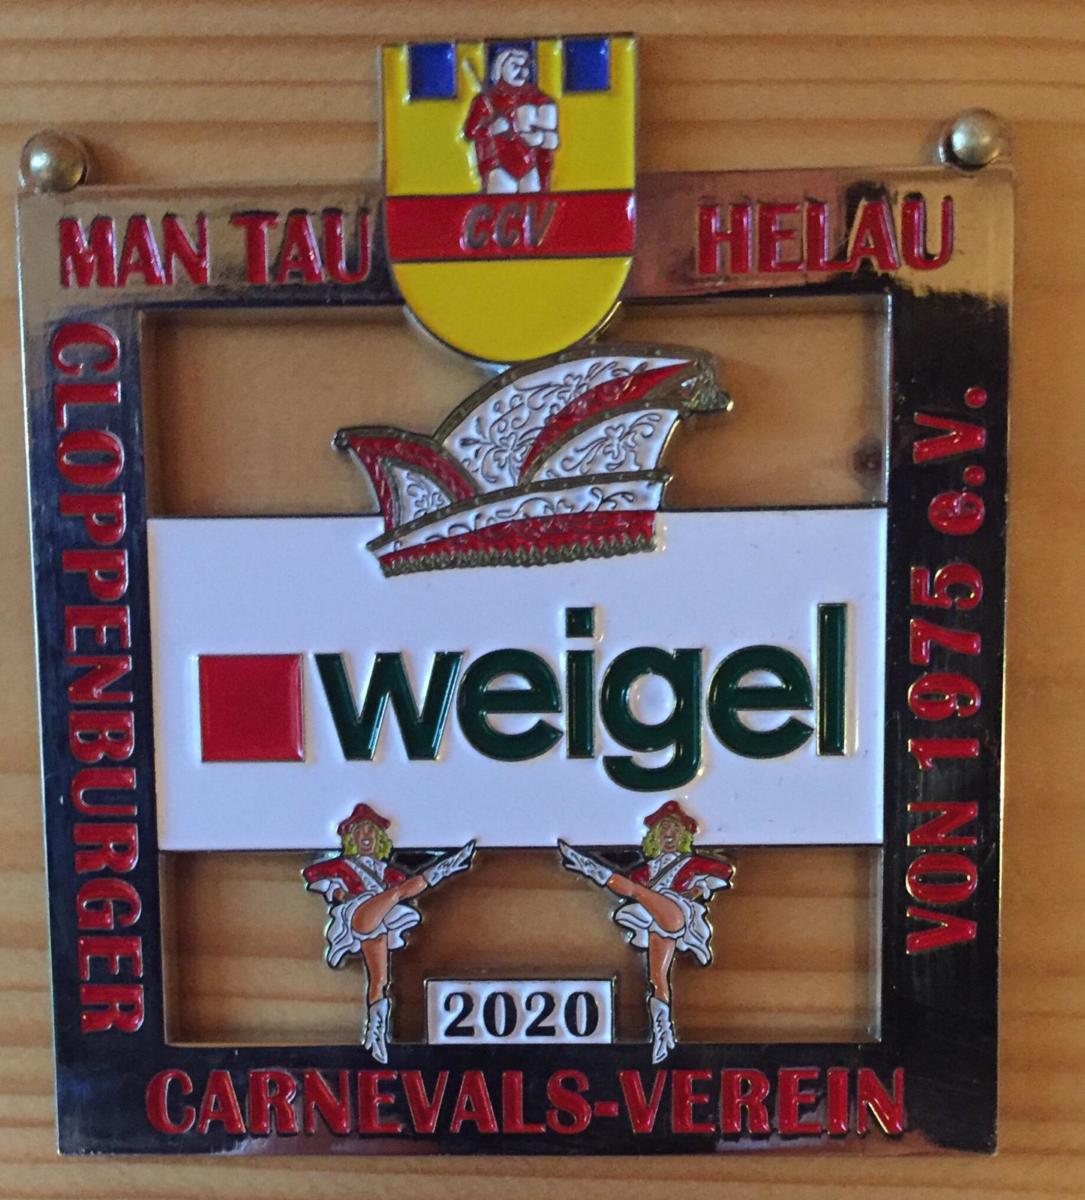 CCV
MAN TAU HELAU
CLOPPENBURGER
CARNEVALS-VEREIN
VON 1975 e.V.
weigel
2020